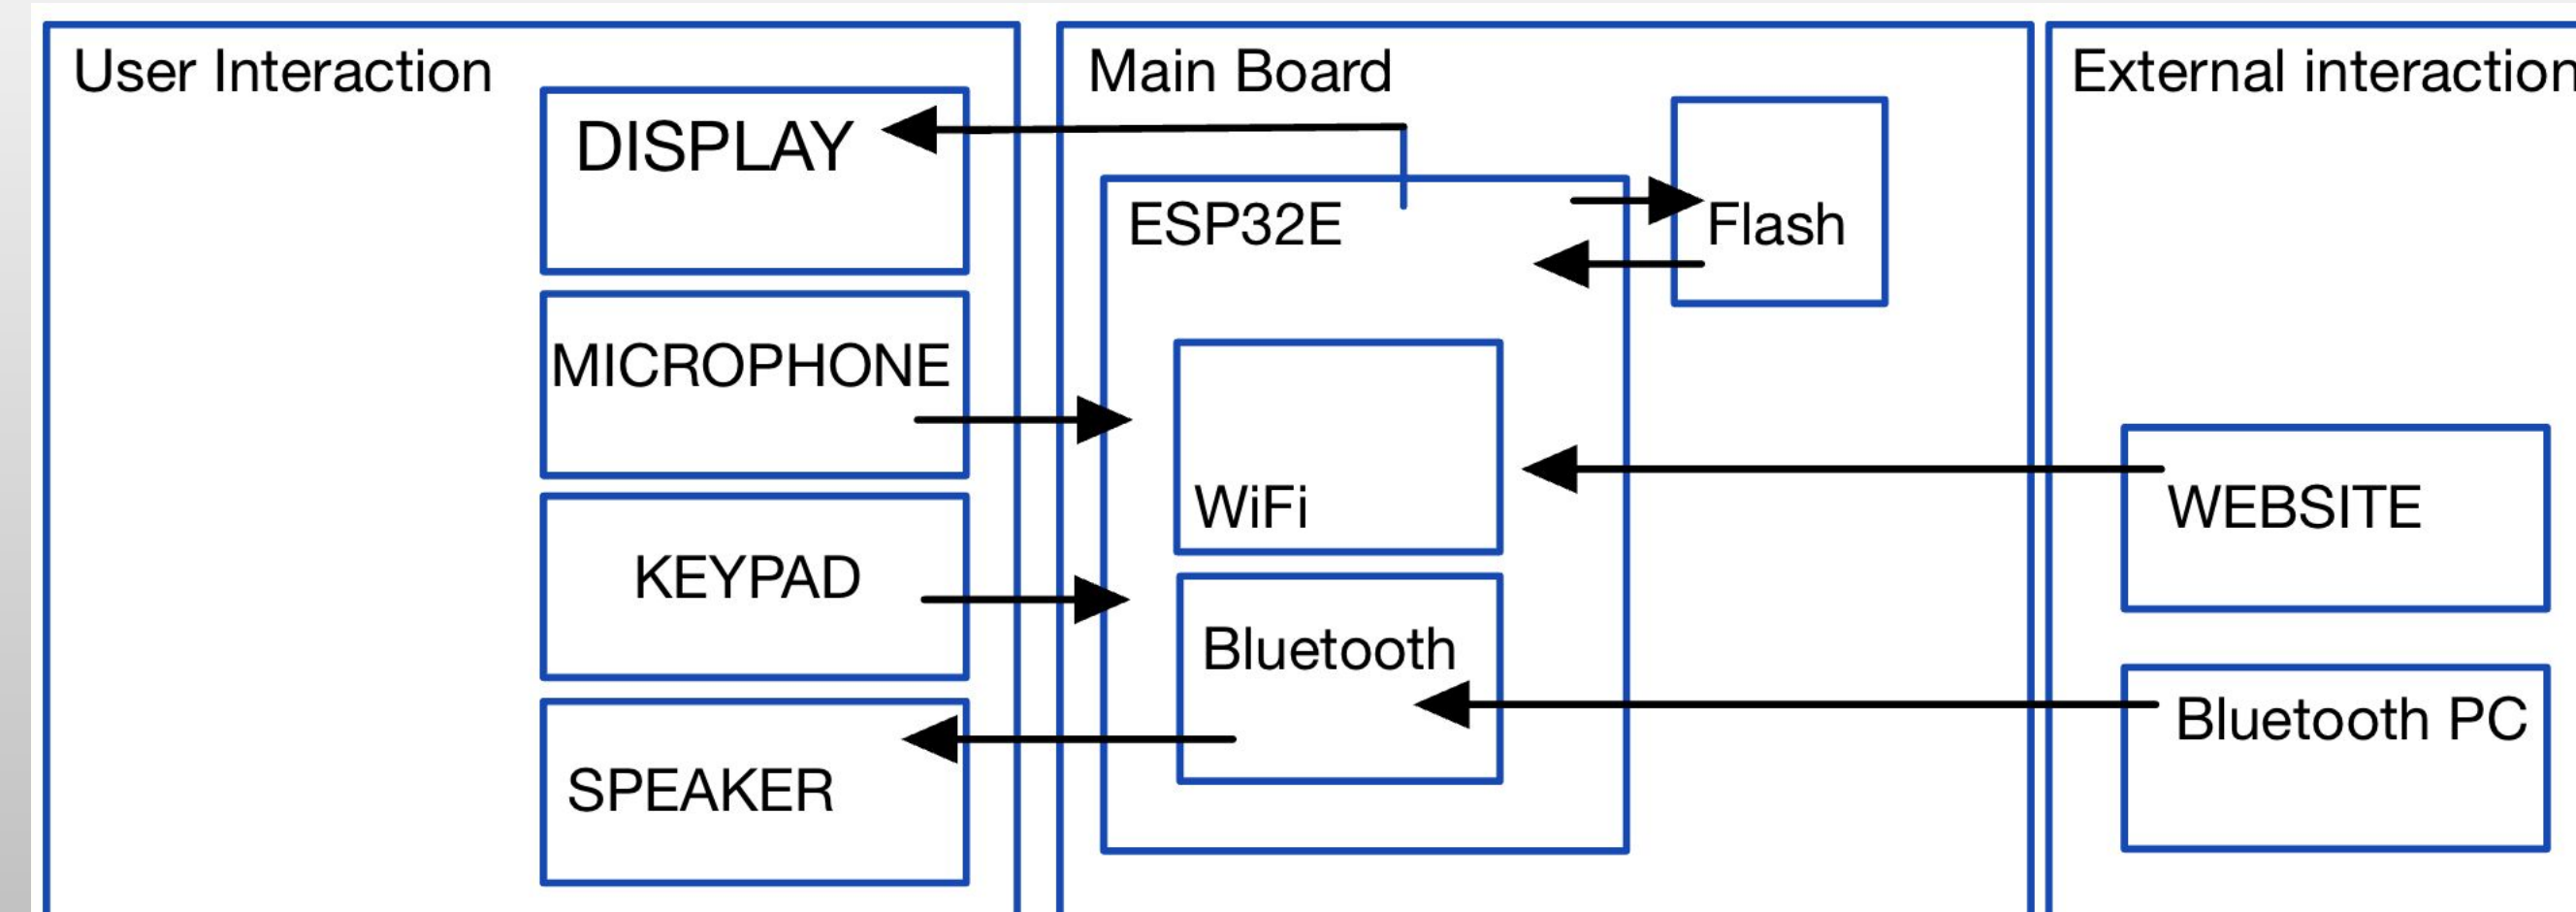 User Interaction
DISPLAY
MICROPHONE
KEYPAD
SPEAKER
Main Board
ESP32E
Flash
WiFi
Bluetooth
External interaction
WEBSITE
Bluetooth PC